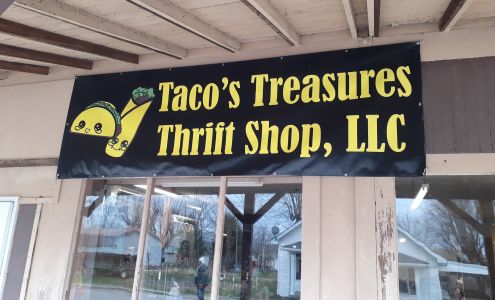 Taco's Treasures
Thrift Shop, LLC